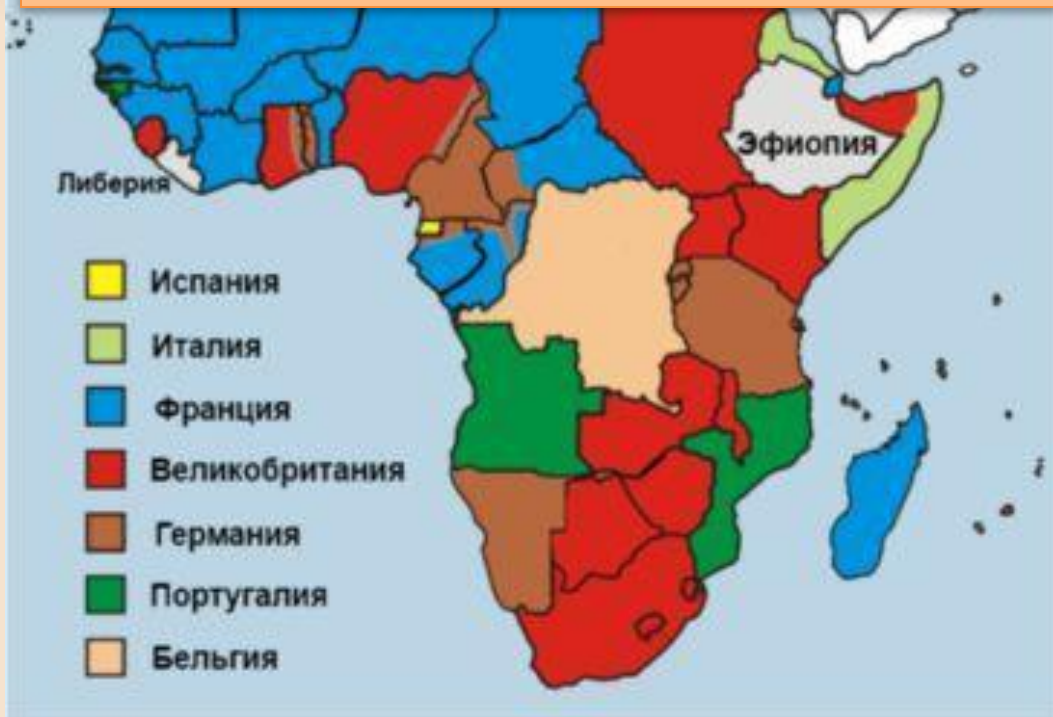 Эфиопия
Либерия
Испания
Италия
Франция
Великобритания
Германия
Португалия
Бельгия